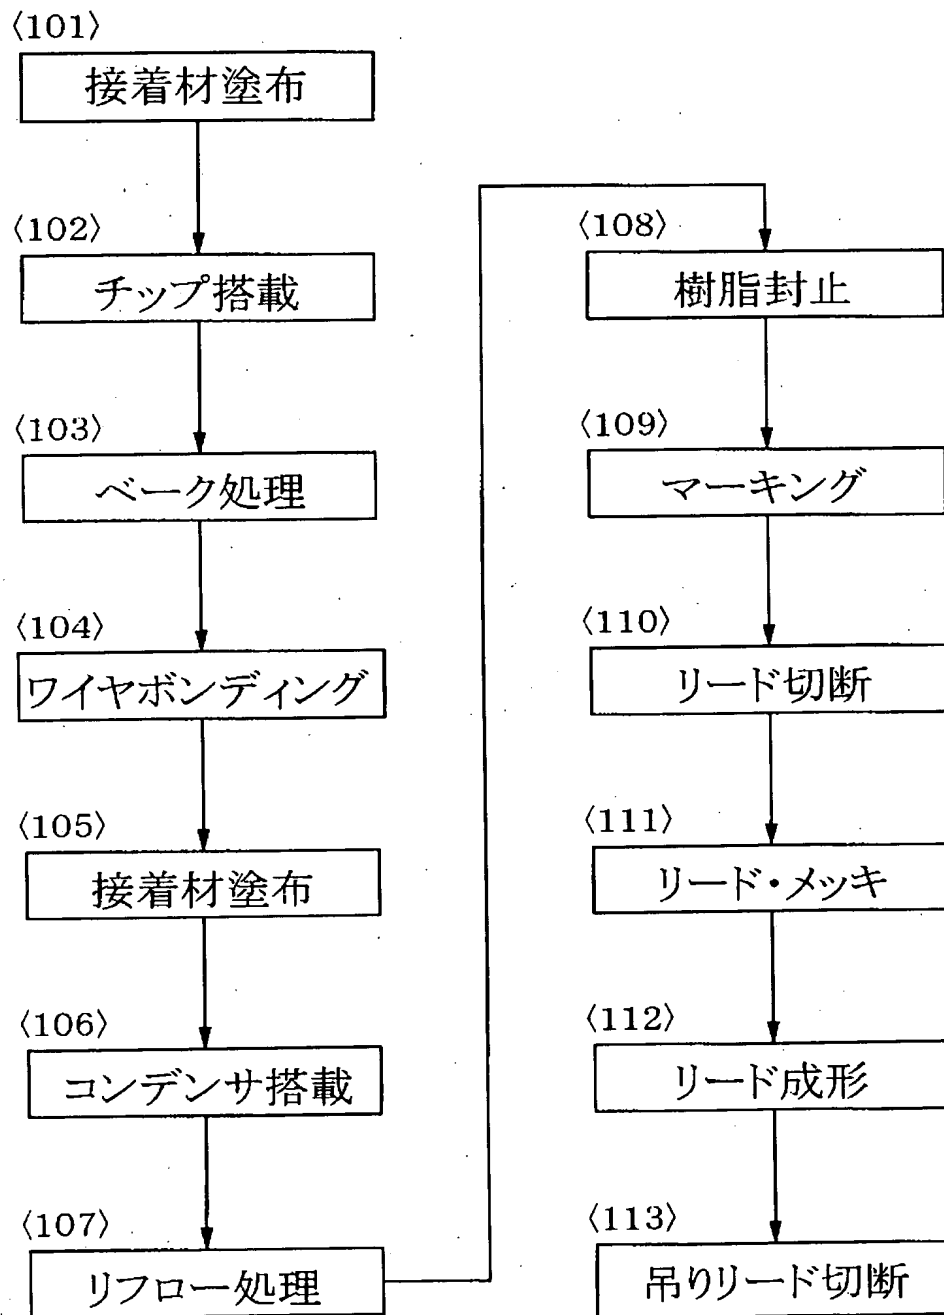 〈101〉
接着材塗布
〈102〉
チップ搭載
〈103〉
ベーク処理
〈104〉
ワイヤボンディング
〈105〉
接着材塗布
〈106〉
コンデンサ搭載
〈107〉
リフロー処理
〈108〉
樹脂封止
〈109〉
マーキング
〈110〉
リード切断
〈111〉
リード・メッキ
〈112〉
リード成形
〈113〉
吊りリード切断